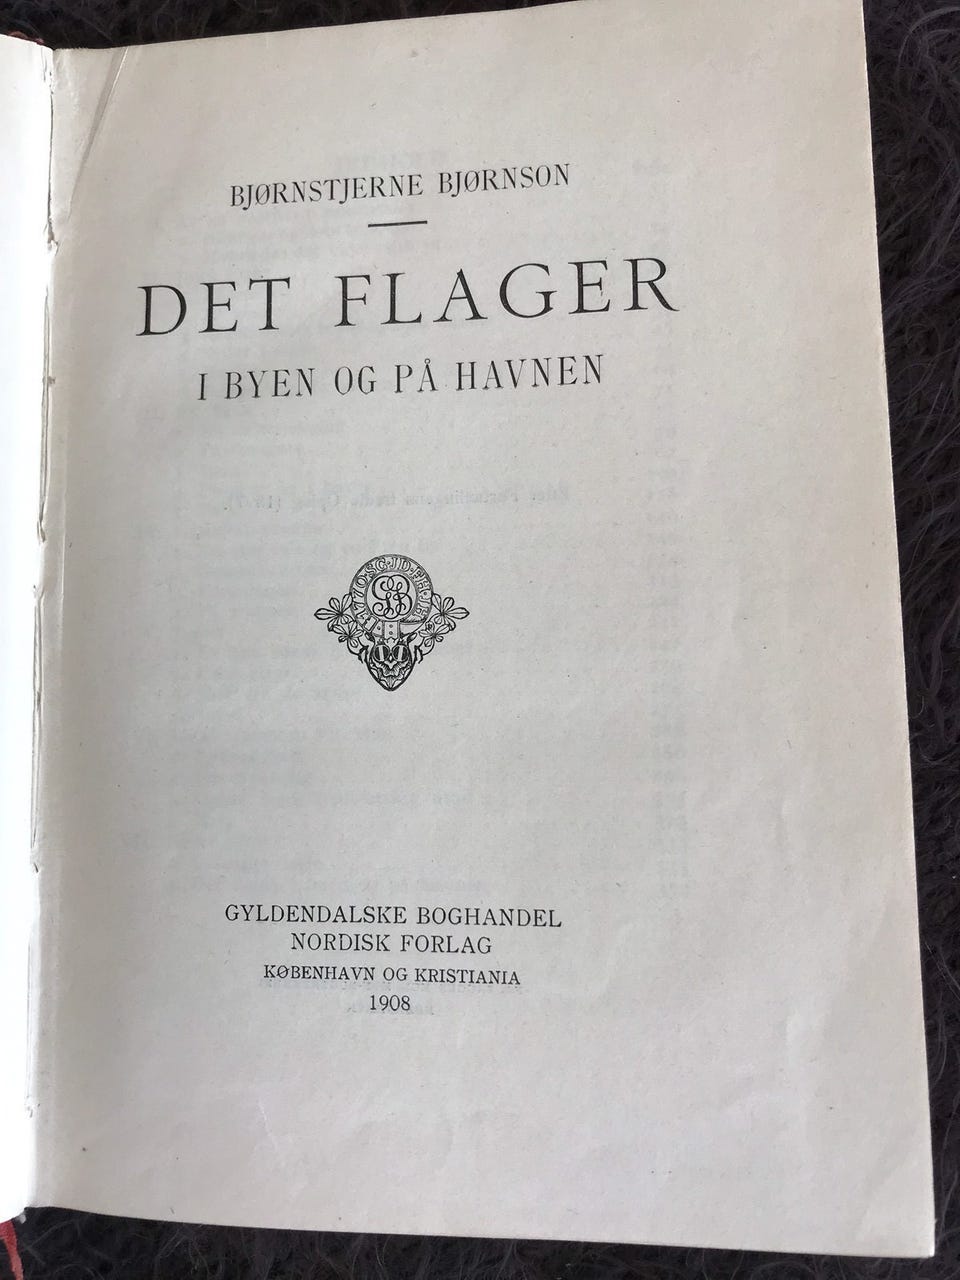 BJØRNSTJERNE BJØRNSON
DET FLAGER
I BYEN OG PÅ HAVNEN
GYLDENDALSKE BOGHANDEL
NORDISK FORLAG
KØBENHAVN OG KRISTIANIA
1908